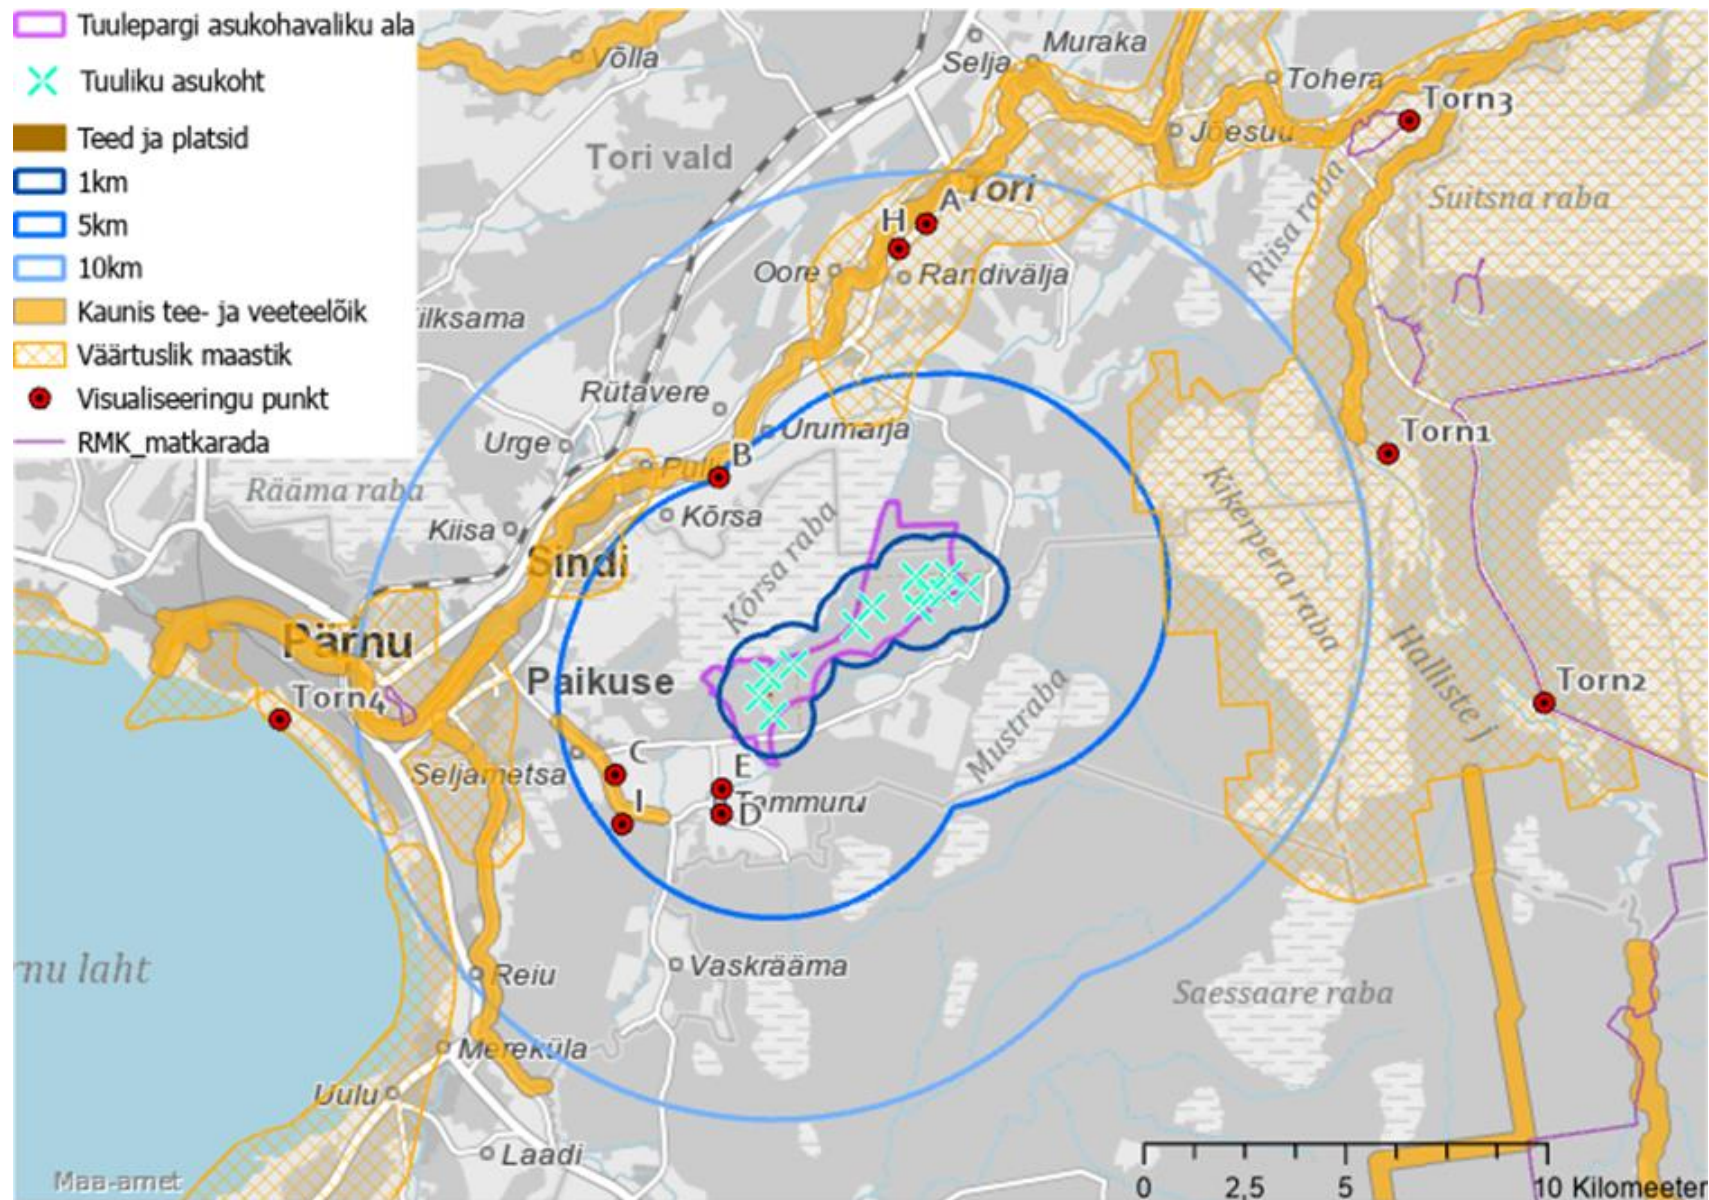 Tuulepargi asukohavaliku ala
Tuuliku asukoht
Teed ja platsid
1km
5km
10km
Kaunis tee- ja veeteelõik
Väärtuslik maastik
Visualiseeringu punkt
RMK_matkarada
Võlla
Selja
Muraka
Tohera
Torn3
Jõesuu
Tori vald
Suitsna raba
Riisa raba
A
Tori
H
Oore
Randivälja
ilksama
Rütavere
Urge
Urumarja
B
Torn1
Rääma raba
Kiisa
Kõrsa
Kõrsa raba
Kikerpera raba
Sindi
Pärnu
Paikuse
Halliste j
Torn2
Torn4
Mustraba
Seljametsa
C
E
Tammuru
I
D
rnu laht
Reiu
Vaskrääma
Saessaare raba
Mereküla
Uulu
Laadi
Maa-amet
0 2,5 5 10 Kilomeeter